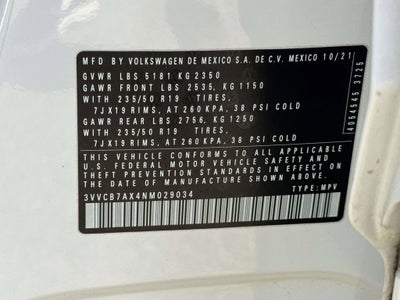 MFD BY VOLKSWAGEN DE MEXICO S.A. DE C.V. MEXICO 10/21
GVWR LBS 5181 KG 2350
GAWR FRONT LBS 2535, KG 1150
WITH 235/50 R19 TIRES.
7JX19 RIMS, AT 260 KPA, 38 PSI COLD
GAWR REAR LBS 2756, KG 1250
WITH 235/50 R19 TIRES.
7JX19 RIMS, AT 260 KPA, 38 PSI COLD
THIS VEHICLE CONFORMS TO ALL APPLICABLE
U.S. FEDERAL MOTOR VEHICLE SAFETY AND
THEFT PREVENTION STANDARDS IN EFFECT ON THE
DATE OF MANUFACTURE SHOWN ABOVE.
3VVCB7AX4NM029034 TYPE: MPV
4054545 3725